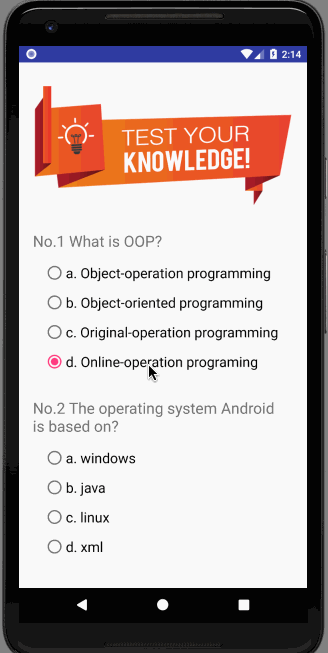 2:14
TEST YOUR
KNOWLEDGE!
No.1 What is OOP?
a. Object-operation programming
b. Object-oriented programming
c. Original-operation programming
d. Online-operation programing
No.2 The operating system Android
is based on?
a. windows
b. java
c. linux
d. xml